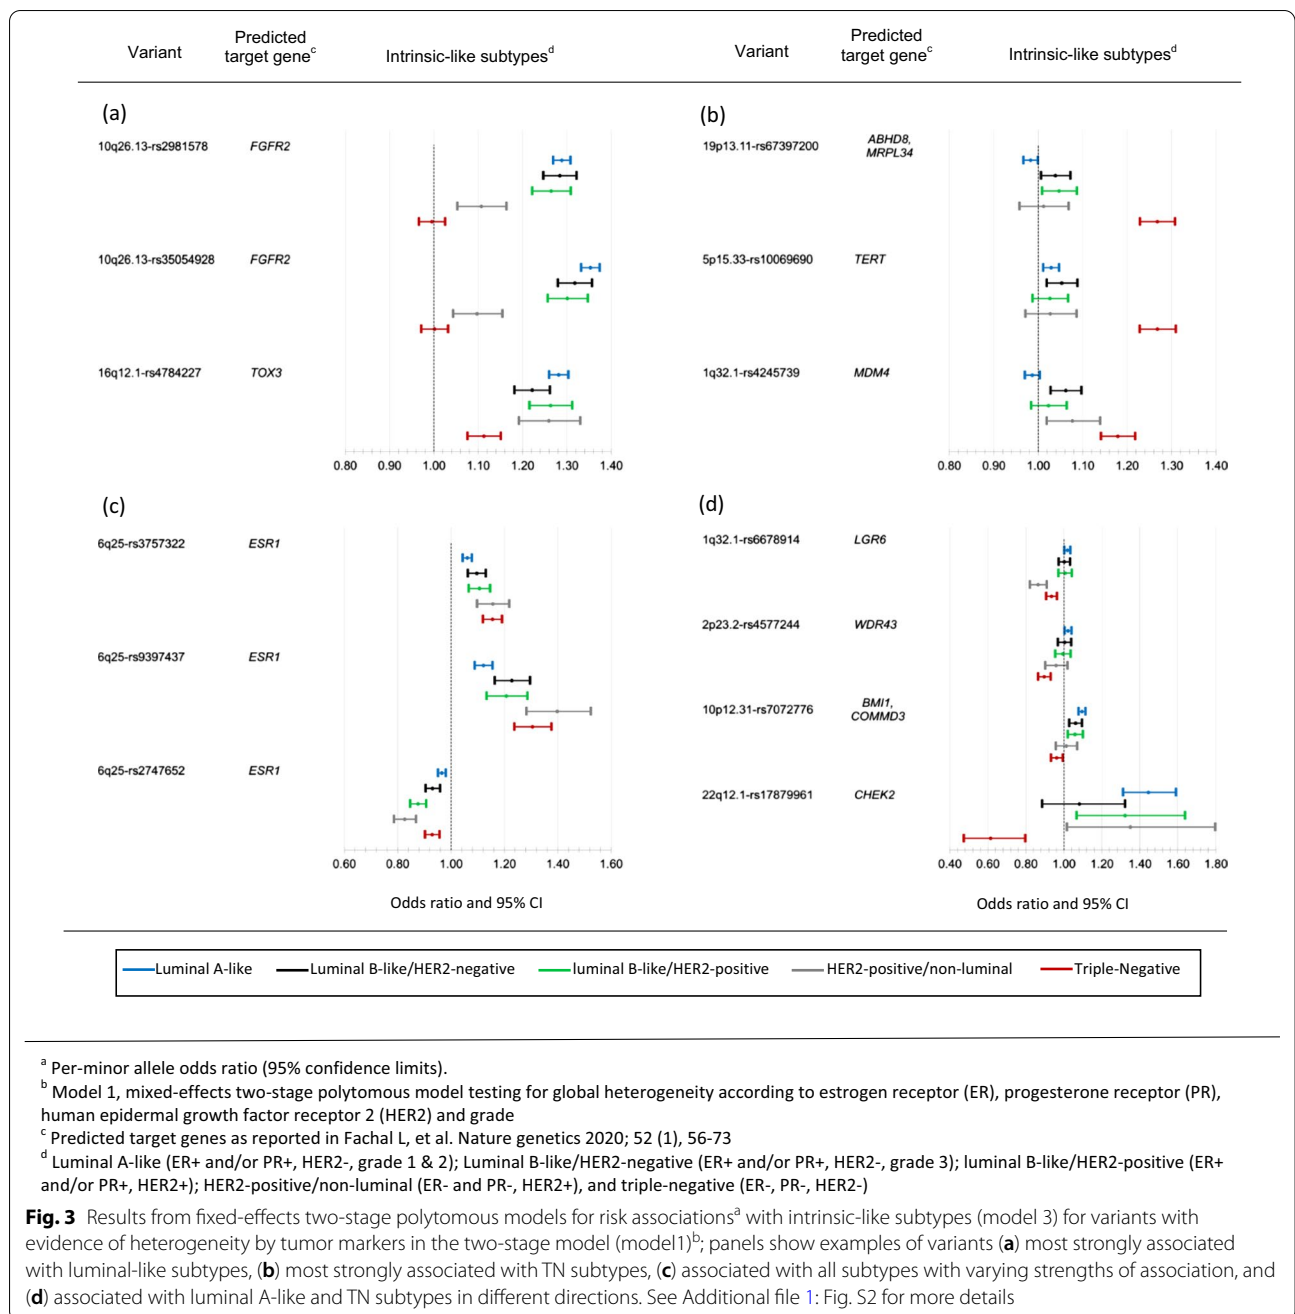 Variant Predicted target gene^c Intrinsic-like subtypes^d Variant Predicted target gene^c Intrinsic-like subtypes^d
(a)
10q26.13-rs2981578 FGFR2
10q26.13-rs35054928 FGFR2
16q12.1-rs4784227 TOX3
0.80 0.90 1.00 1.10 1.20 1.30 1.40
(b)
19p13.11-rs67397200 ABHD8, MRPL34
5p15.33-rs10069690 TERT
1q32.1-rs4245739 MDM4
0.80 0.90 1.00 1.10 1.20 1.30 1.40
(c)
6q25-rs3757322 ESR1
6q25-rs9397437 ESR1
6q25-rs2747652 ESR1
0.60 0.80 1.00 1.20 1.40 1.60
Odds ratio and 95% CI
(d)
1q32.1-rs6678914 LGR6
2p23.2-rs4577244 WDR43
10p12.31-rs7072776 BMI1, COMMD3
22q12.1-rs17879961 CHEK2
0.40 0.60 0.80 1.00 1.20 1.40 1.60 1.80
Odds ratio and 95% CI
Luminal A-like Luminal B-like/HER2-negative luminal B-like/HER2-positive HER2-positive/non-luminal Triple-Negative
^a Per-minor allele odds ratio (95% confidence limits).
^b Model 1, mixed-effects two-stage polytomous model testing for global heterogeneity according to estrogen receptor (ER), progesterone receptor (PR),
human epidermal growth factor receptor 2 (HER2) and grade
^c Predicted target genes as reported in Fachal L, et al. Nature genetics 2020; 52 (1), 56-73
^d Luminal A-like (ER+ and/or PR+, HER2-, grade 1 & 2); Luminal B-like/HER2-negative (ER+ and/or PR+, HER2-, grade 3); luminal B-like/HER2-positive (ER+
and/or PR+, HER2+); HER2-positive/non-luminal (ER- and PR-, HER2+), and triple-negative (ER-, PR-, HER2-)
Fig. 3 Results from fixed-effects two-stage polytomous models for risk associations^a with intrinsic-like subtypes (model 3) for variants with
evidence of heterogeneity by tumor markers in the two-stage model (model1)^b; panels show examples of variants (a) most strongly associated
with luminal-like subtypes, (b) most strongly associated with TN subtypes, (c) associated with all subtypes with varying strengths of association, and
(d) associated with luminal A-like and TN subtypes in different directions. See Additional file 1: Fig. S2 for more details